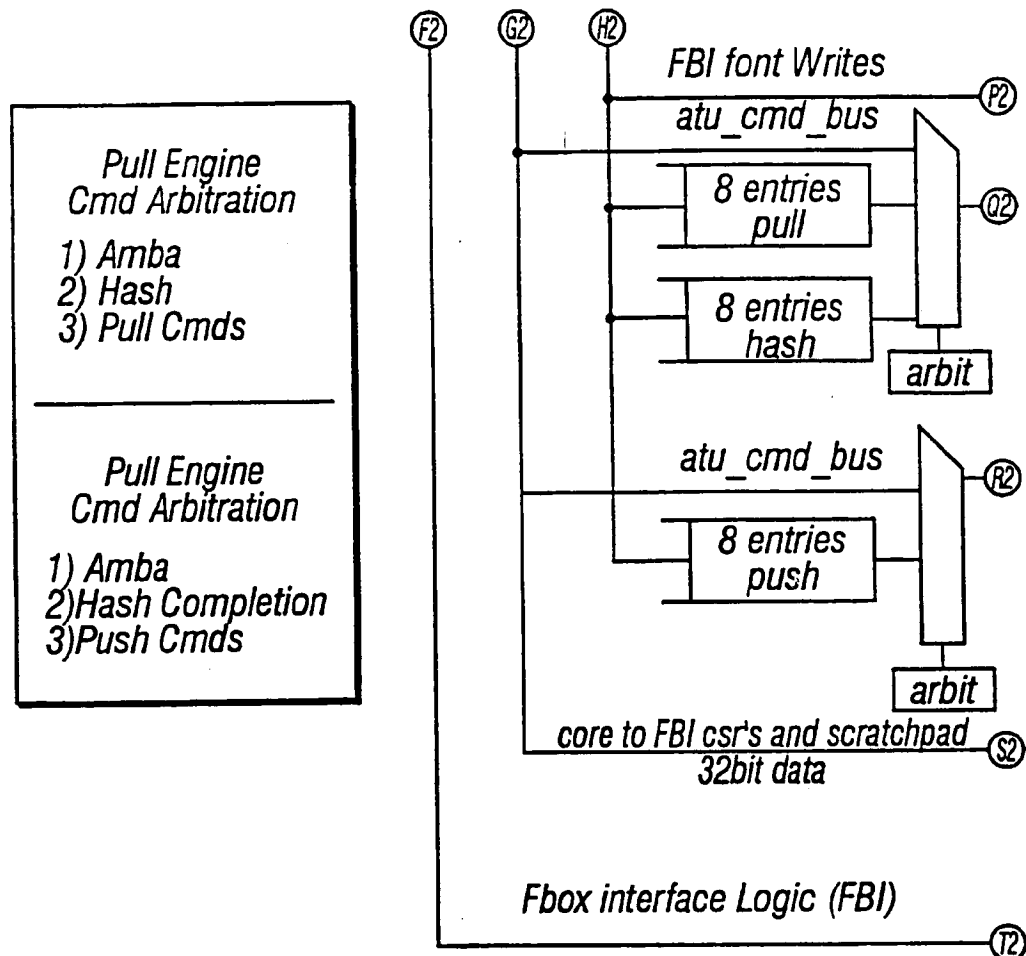 F2
G2
H2
FBI font Writes
P2
atu_cmd_bus
8 entries
pull
Q2
8 entries
hash
arbit
Pull Engine
Cmd Arbitration
1) Amba
2) Hash
3) Pull Cmds
Pull Engine
Cmd Arbitration
1) Amba
2)Hash Completion
3)Push Cmds
atu_cmd_bus
R2
8 entries
push
arbit
core to FBI csr's and scratchpad
32bit data
S2
Fbox interface Logic (FBI)
T2